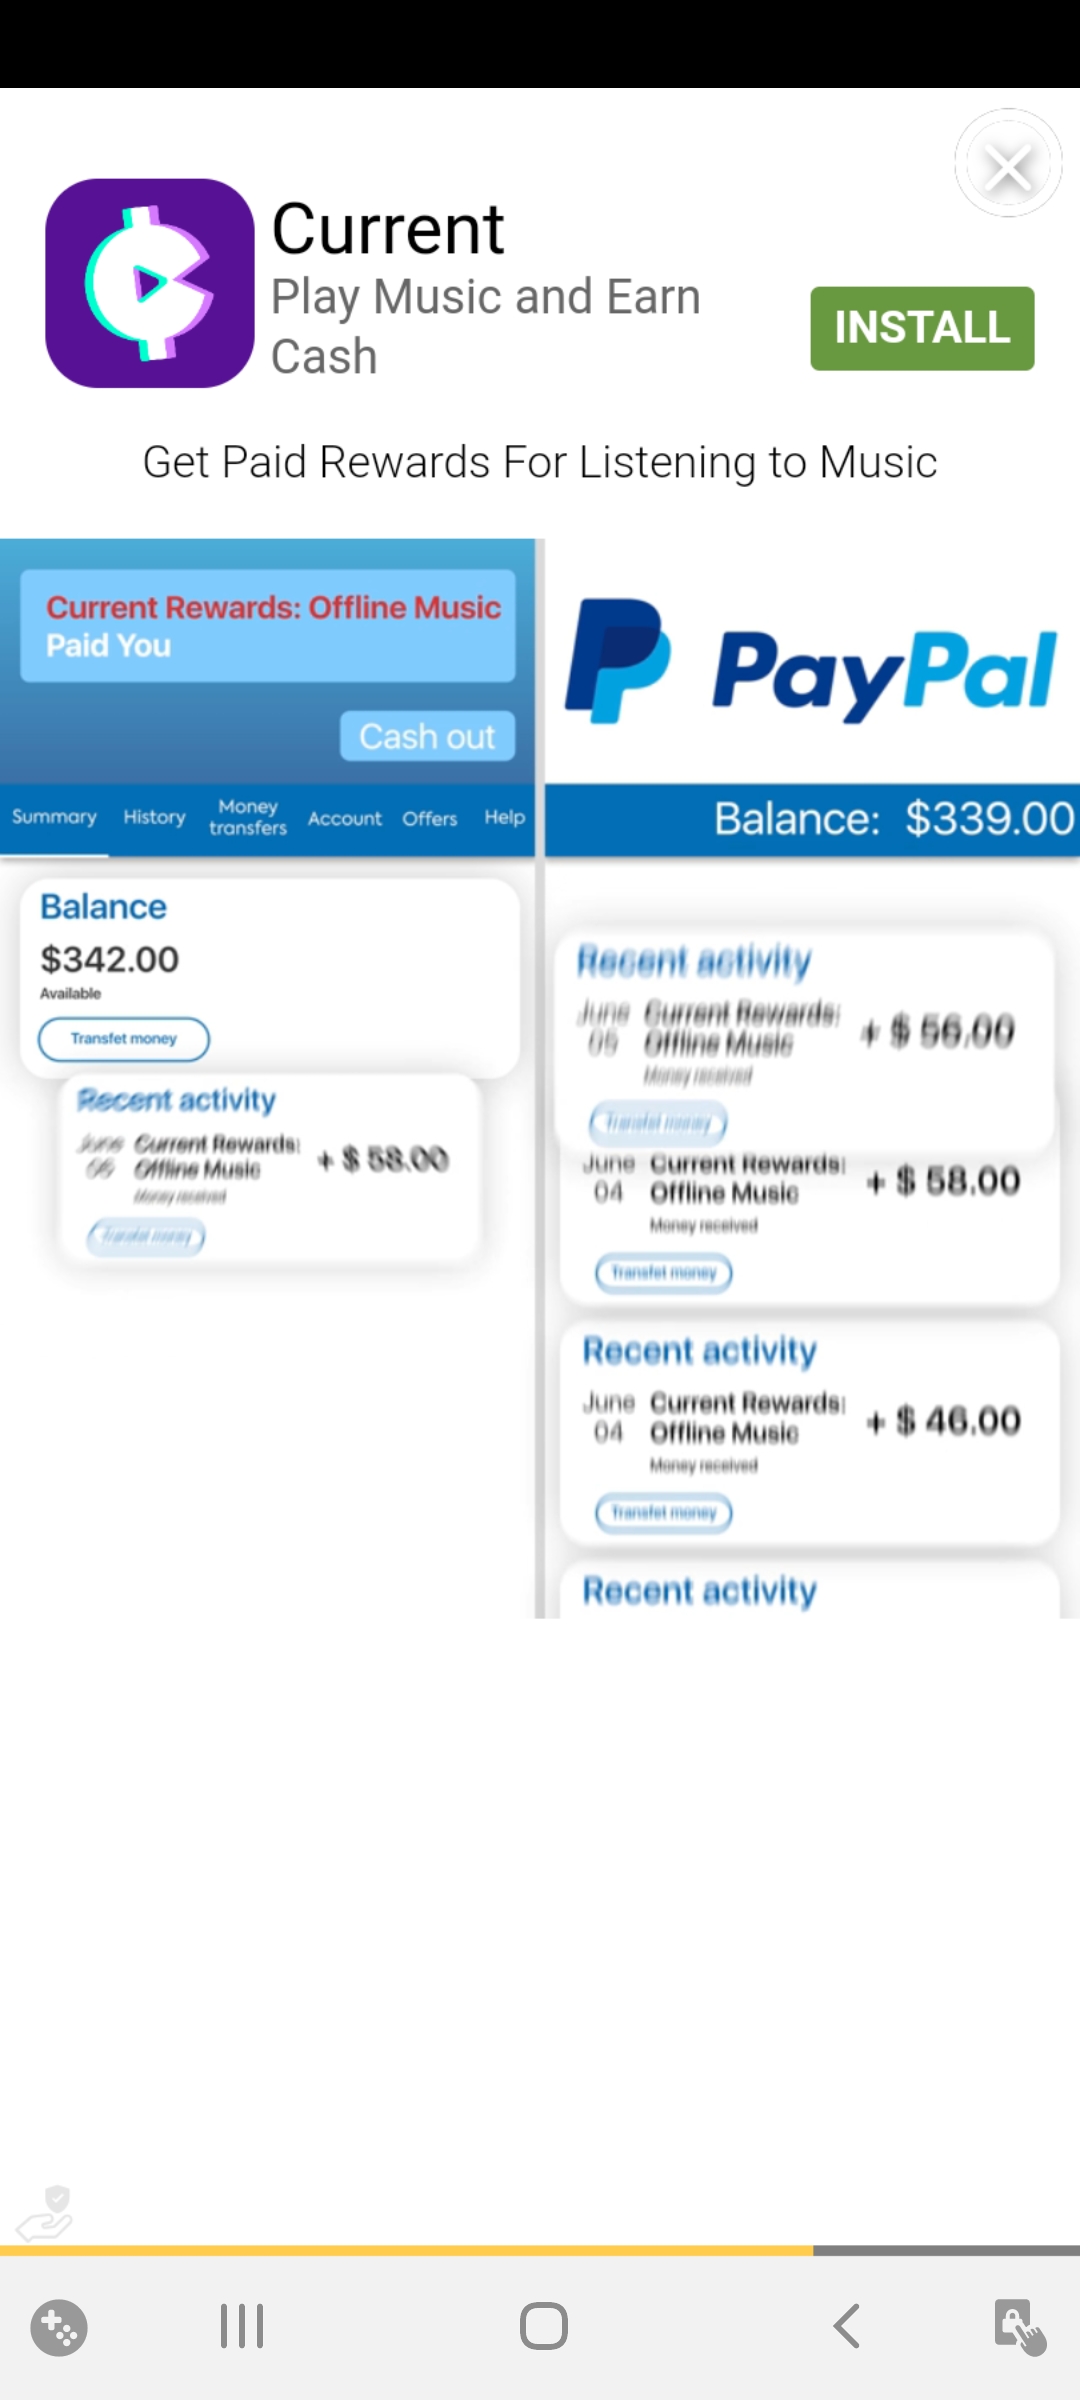 Current
Play Music and Earn
Cash
INSTALL
Get Paid Rewards For Listening to Music
Current Rewards: Offline Music
Paid You
Cash out
Summary
History
Money
transfers
Account
Offers
Help
Balance
$342.00
Available
Transfet money
Recent activity
June
06
Current Rewards:
Offline Music
+ $ 58.00
Money received
Transfet money
PayPal
Balance: $339.00
Recent activity
June
05
Current Rewards:
Offline Music
+ $ 56.00
Money received
Transfet money
June
04
Current Rewards:
Offline Music
+ $ 58.00
Money received
Transfet money
Recent activity
June
04
Current Rewards:
Offline Music
+ $ 46.00
Money received
Transfet money
Recent activity